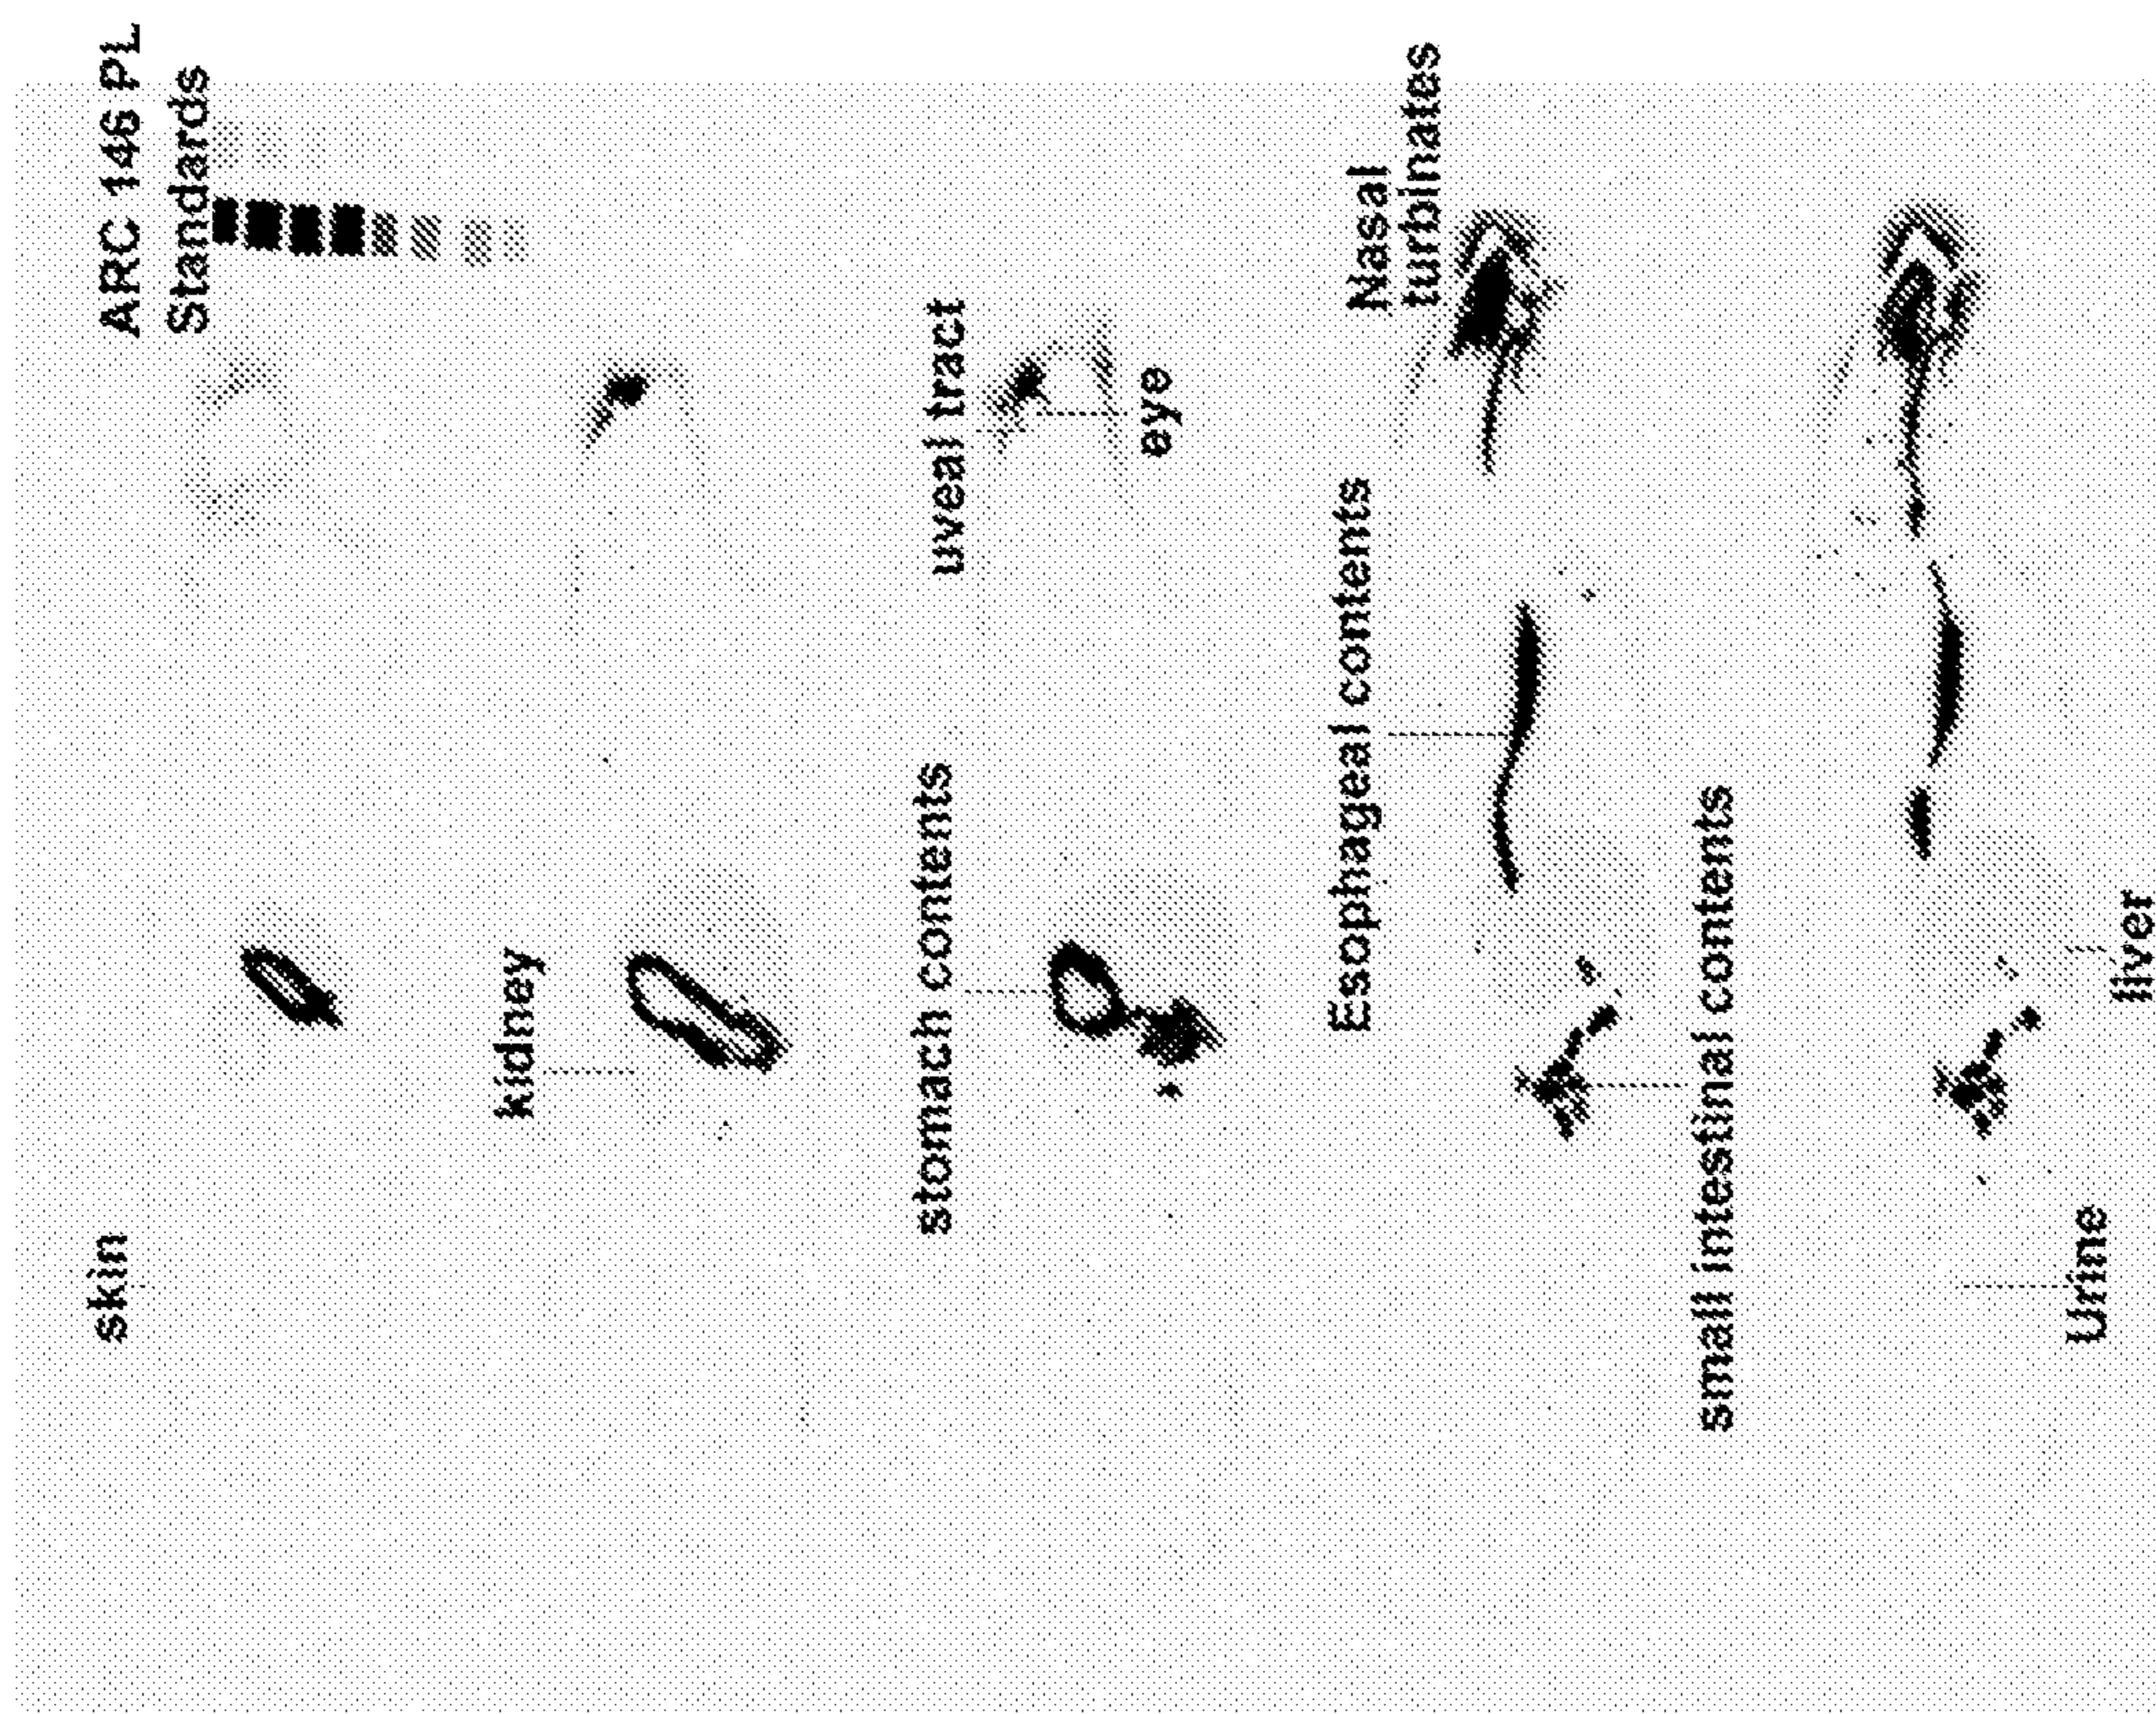 ARC 146 PL
Standards
skin
kidney
uveal tract
eye
stomach contents
Nasal
turbinates
Esophageal contents
small intestinal contents
liver
Urine